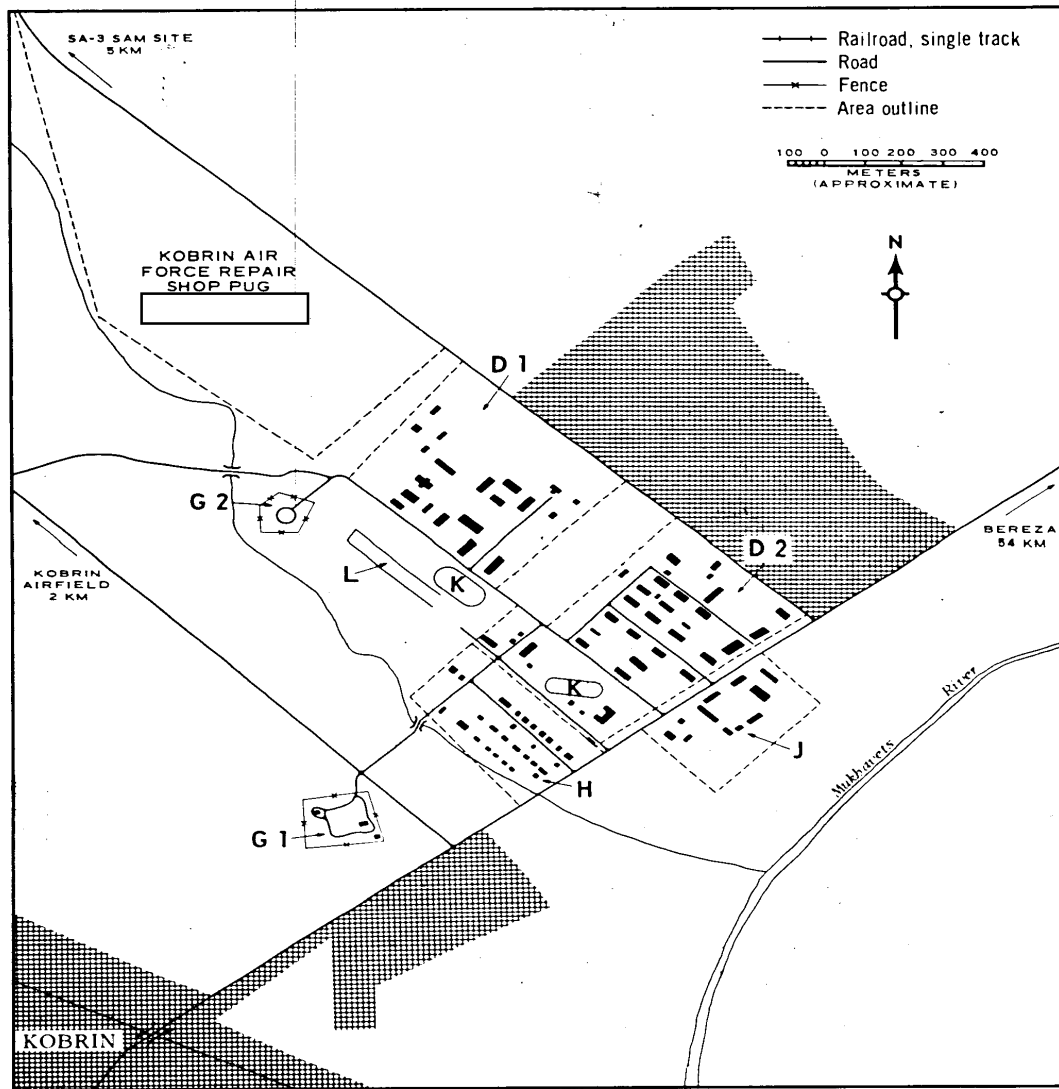 SA-3 SAM SITE
5 KM
Railroad, single track
Road
Fence
Area outline
100 0 100 200 300 400
METERS
(APPROXIMATE)
KOBRIN AIR
FORCE REPAIR
SHOP PUG
N
D 1
G 2
BEREZA
54 KM
D 2
KOBRIN
AIRFIELD
2 KM
L
K
K
River
Mukhavets
J
H
G 1
KOBRIN